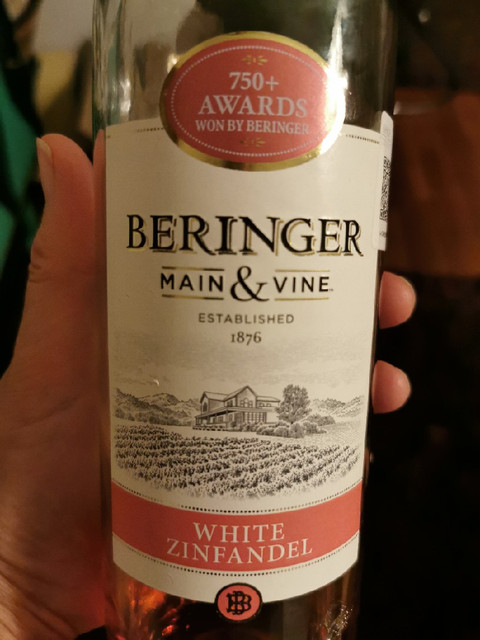 750+
AWARDS
WON BY BERINGER
BERINGER
MAIN & VINE
ESTABLISHED
1876
WHITE
ZINFANDEL